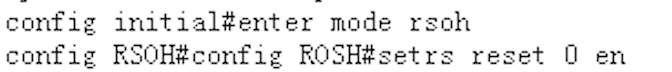 config initial#enter mode rsoh
config RSOH#config ROSH#setrs reset 0 en